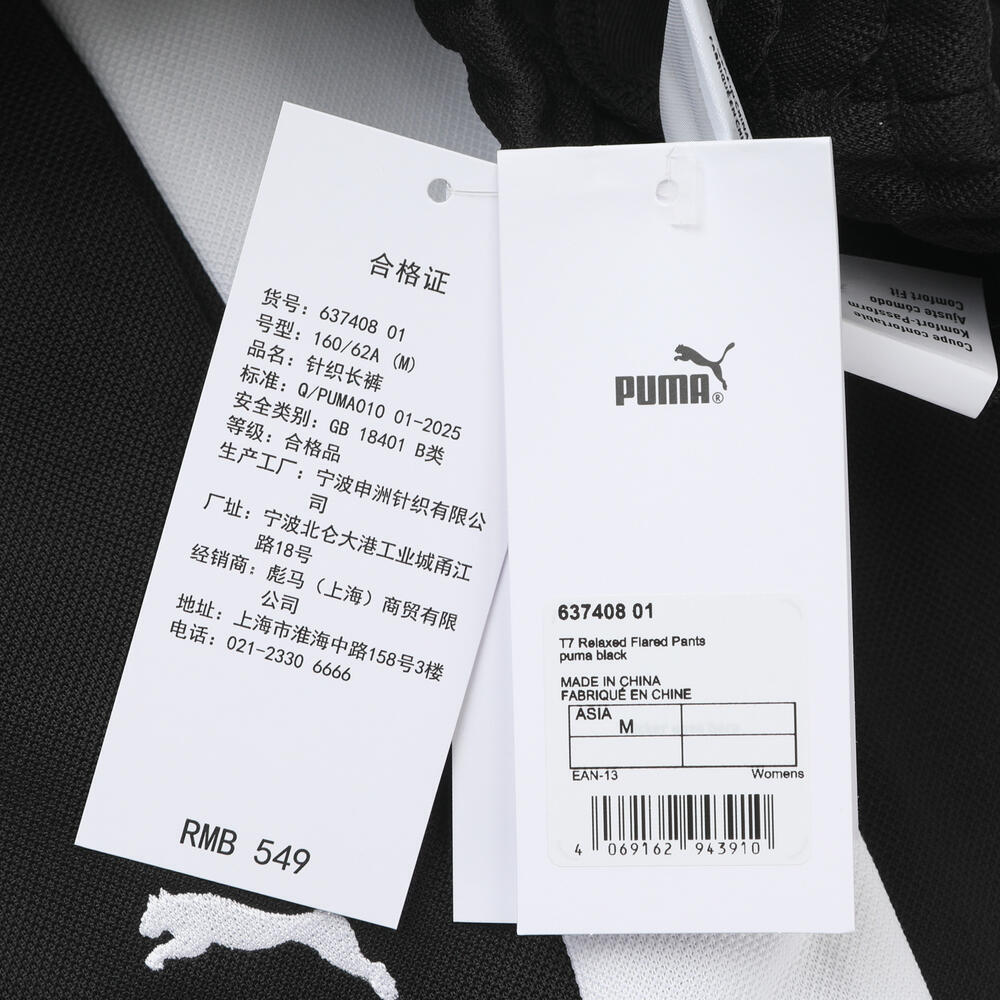 合格证
货号：637408 01
号型：160/62A (M)
品名：针织长裤
标准：Q/PUMA010 01-2025
安全类别：GB 18401 B类
等级：合格品
生产工厂：宁波申洲针织有限公
司
厂址：宁波北仑大港工业城甬江
路18号
经销商：彪马（上海）商贸有限
公司
地址：上海市淮海中路158号3楼
电话：021-2330 6666
RMB 549
PUMA®
637408 01
T7 Relaxed Flared Pants
puma black
MADE IN CHINA
FABRIQUÉ EN CHINE
ASIA
M
EAN-13
Womens
4 069162 943910
Coupe confortable
Komfort-Passform
Ajuste cómodo
Comfort Fit